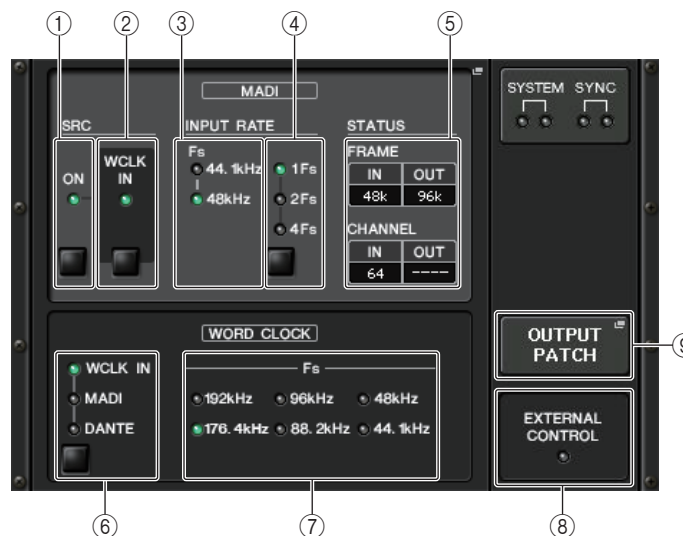 ① ② ③ ④ ⑤
MADI
SYSTEM SYNC
SRC INPUT RATE STATUS
ON
WCLK
IN
Fs
44.1kHz
48kHz
1Fs
2Fs
4Fs
FRAME
IN OUT
48k 96k
CHANNEL
IN OUT
64 ----
WORD CLOCK
WCLK IN
MADI
DANTE
Fs
192kHz 96kHz 48kHz
176.4kHz 88.2kHz 44.1kHz
OUTPUT
PATCH
⑨
EXTERNAL
CONTROL
⑥ ⑦ ⑧